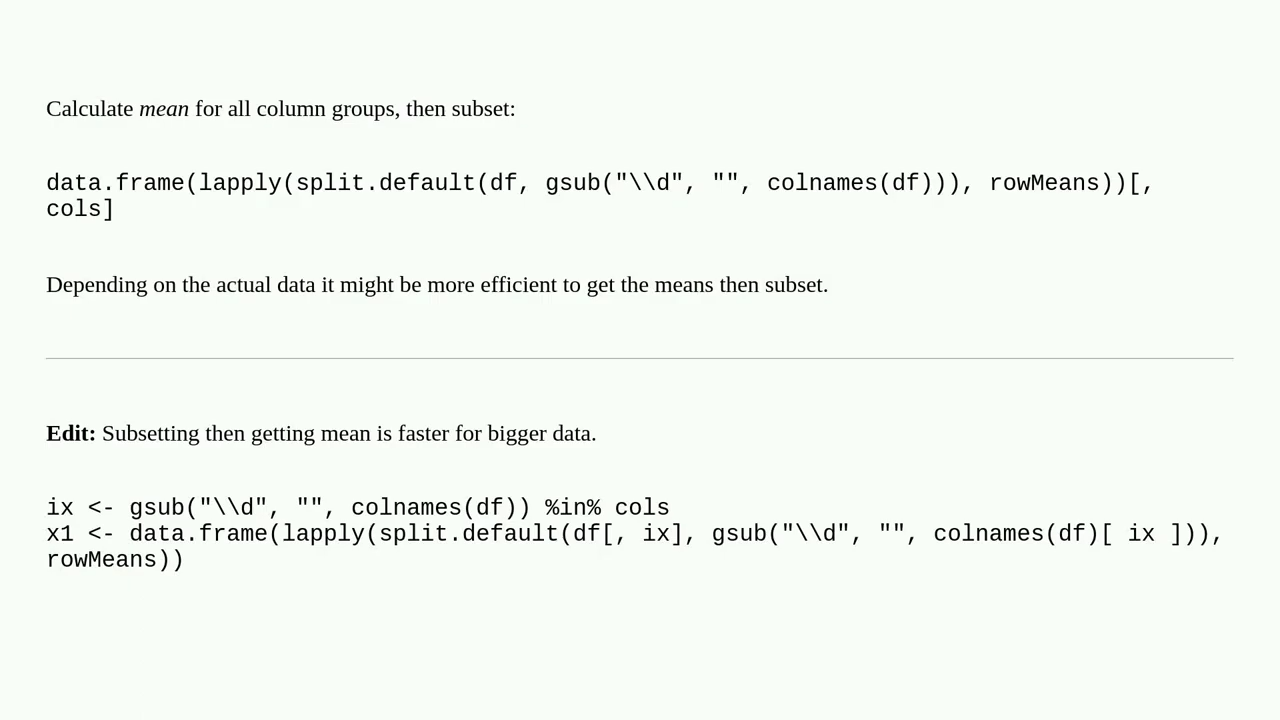 Calculate mean for all column groups, then subset:
data.frame(lapply(split.default(df, gsub("\\d", "", colnames(df))), rowMeans))[,
cols]
Depending on the actual data it might be more efficient to get the means then subset.
Edit: Subsetting then getting mean is faster for bigger data.
ix <- gsub("\\d", "", colnames(df)) %in% cols
x1 <- data.frame(lapply(split.default(df[, ix], gsub("\\d", "", colnames(df)[ ix ])),
rowMeans))